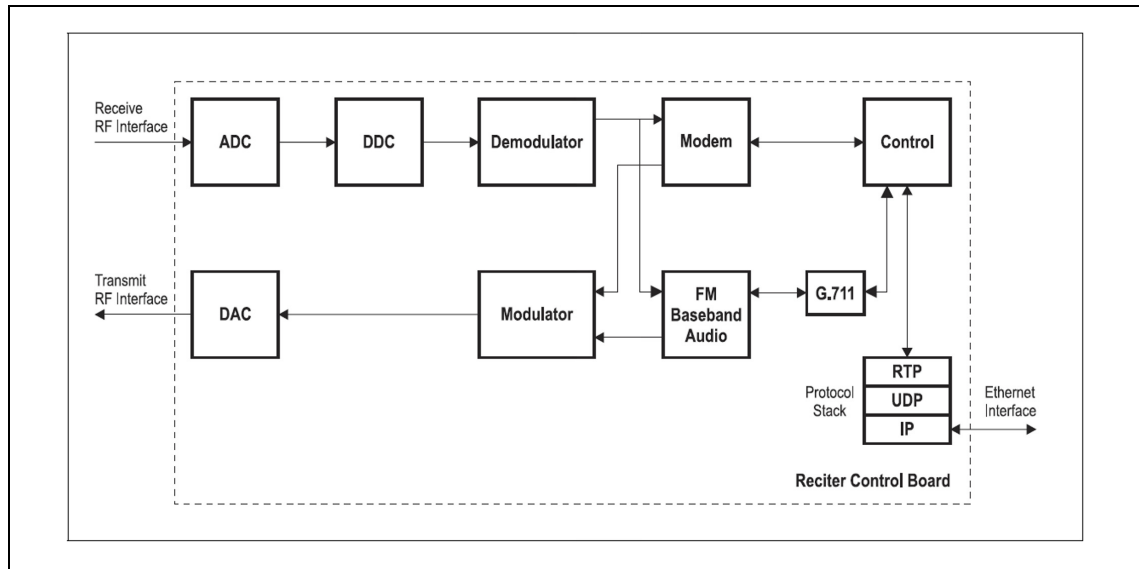 Receive
RF Interface
ADC
DDC
Demodulator
Modem
Control
Transmit
RF Interface
DAC
Modulator
FM
Baseband
Audio
G.711
Protocol
Stack
RTP
UDP
IP
Ethernet
Interface
Reciter Control Board